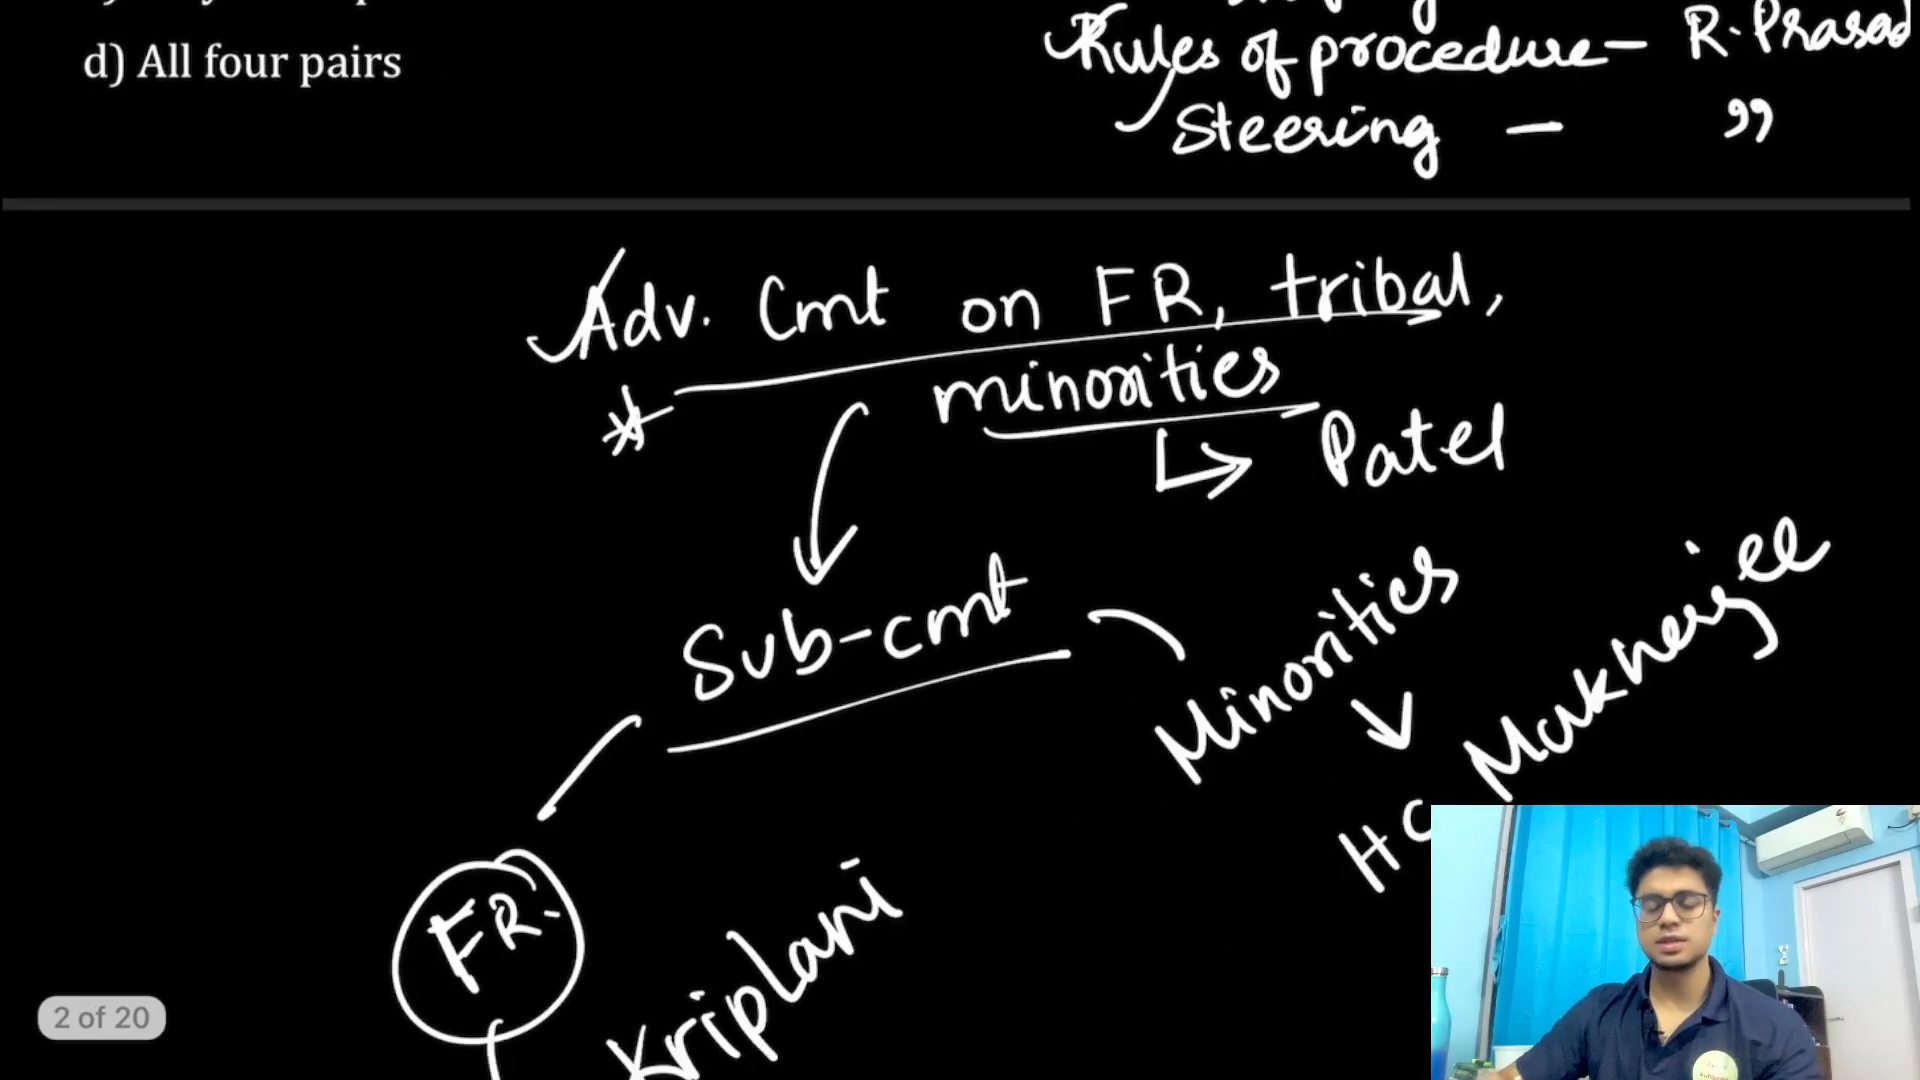 d) All four pairs
Rules of procedure – R. Prasad
Steering – "
Adv. Cmt on FR, tribal,
minorities
→ Patel
Sub-cmt
Minorities
HC Mukherjee
FR.
Kriplani
2 of 20